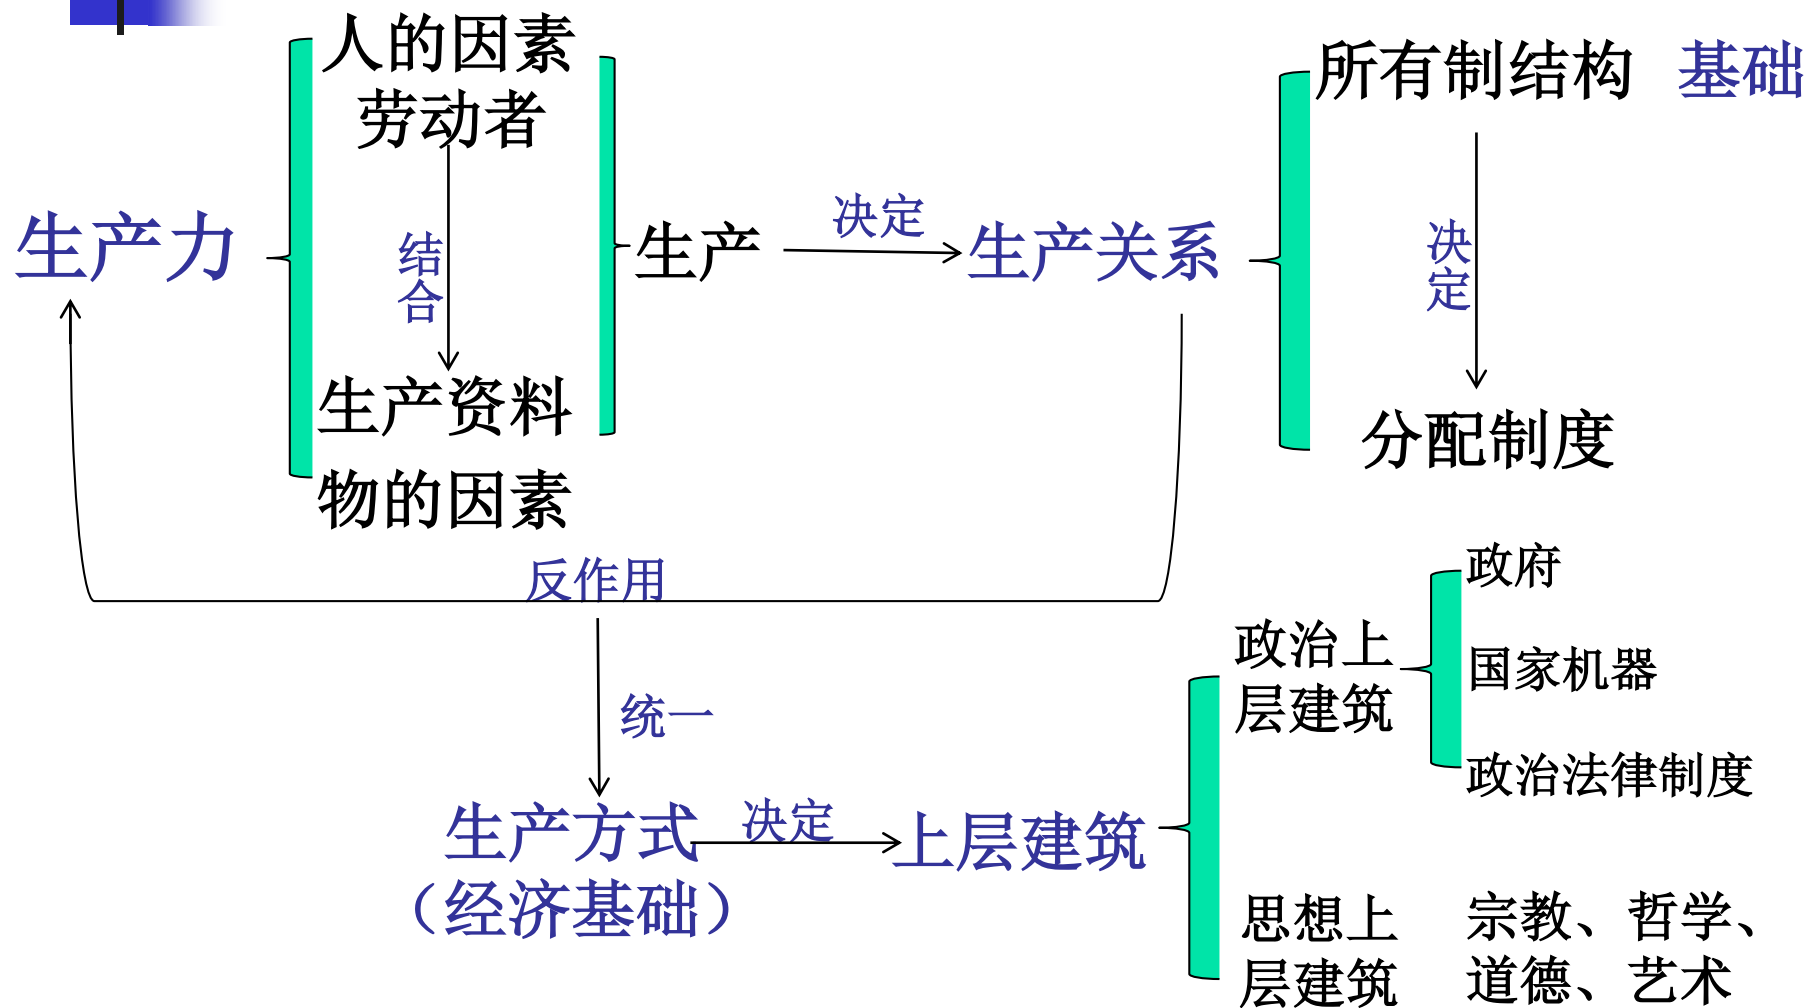 人的因素
劳动者
生产力
结
合
生产资料
物的因素
生产
决定
生产关系
所有制结构 基础
决
定
分配制度
反作用
统一
生产方式
（经济基础）
决定
上层建筑
政治上
层建筑
政府
国家机器
政治法律制度
思想上
层建筑
宗教、哲学、
道德、艺术